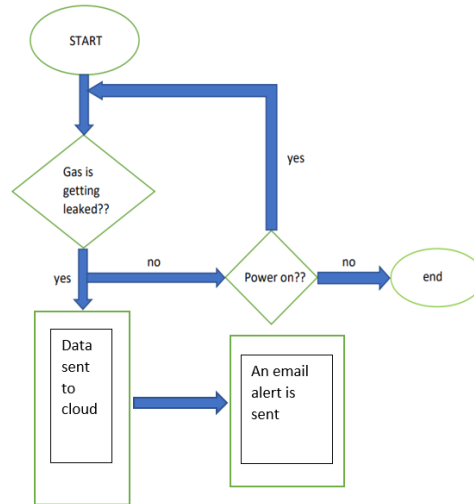 START
yes
Gas is
getting
leaked??
no
yes
Power on??
no
end
Data
sent
to
cloud
An email
alert is
sent